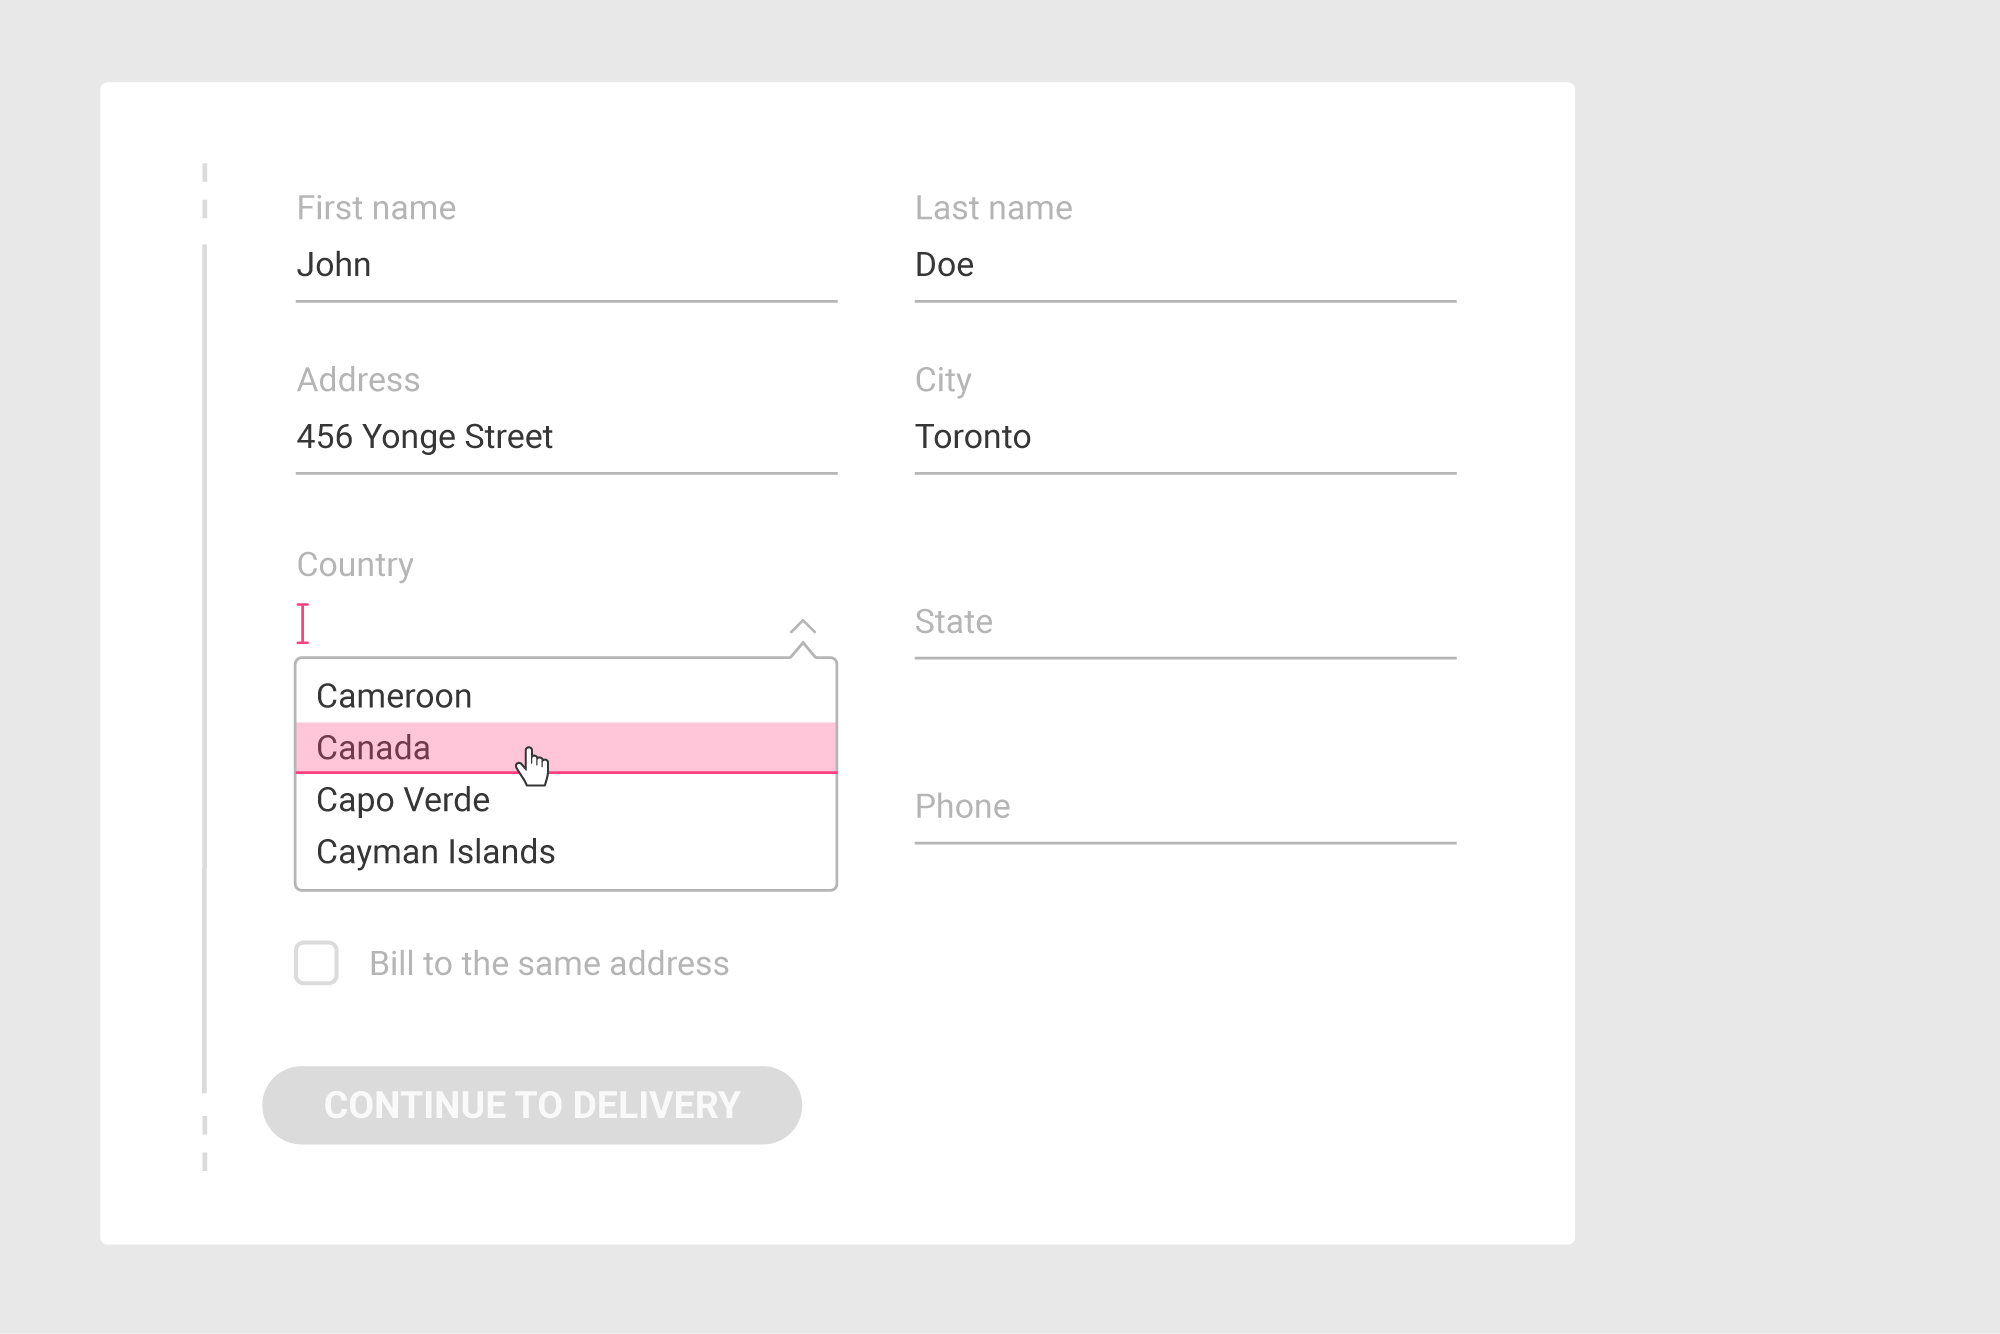 First name
John
Last name
Doe
Address
456 Yonge Street
City
Toronto
Country
State
Cameroon
Canada
Capo Verde
Cayman Islands
Phone
Bill to the same address
CONTINUE TO DELIVERY